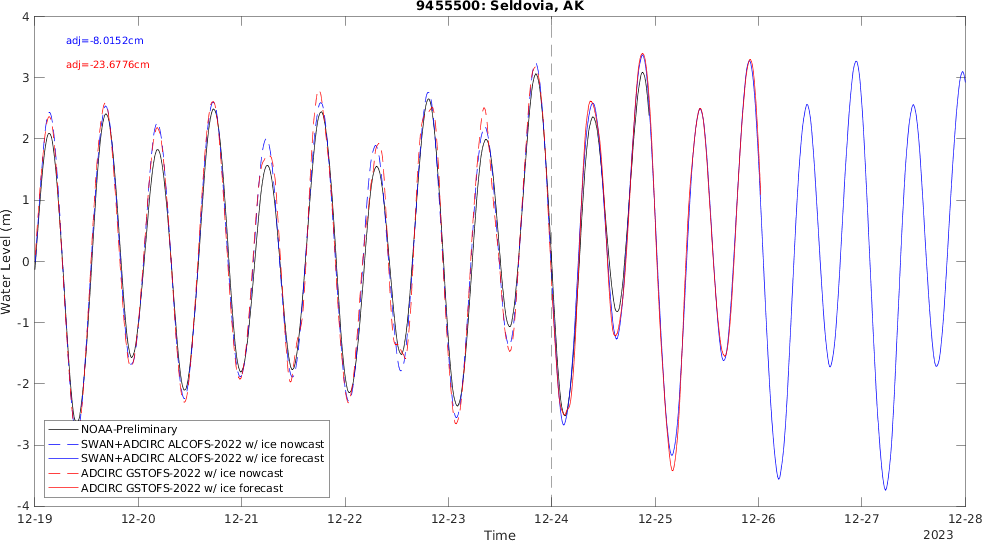 9455500: Seldovia, AK
adj=-8.0152cm
adj=-23.6776cm
4
3
2
1
0
-1
-2
-3
-4
Water Level (m)
NOAA-Preliminary
SWAN+ADCIRC ALCOFS-2022 w/ ice nowcast
SWAN+ADCIRC ALCOFS-2022 w/ ice forecast
ADCIRC GSTOFS-2022 w/ ice nowcast
ADCIRC GSTOFS-2022 w/ ice forecast
12-19 12-20 12-21 12-22 12-23 12-24 12-25 12-26 12-27 12-28
Time
2023